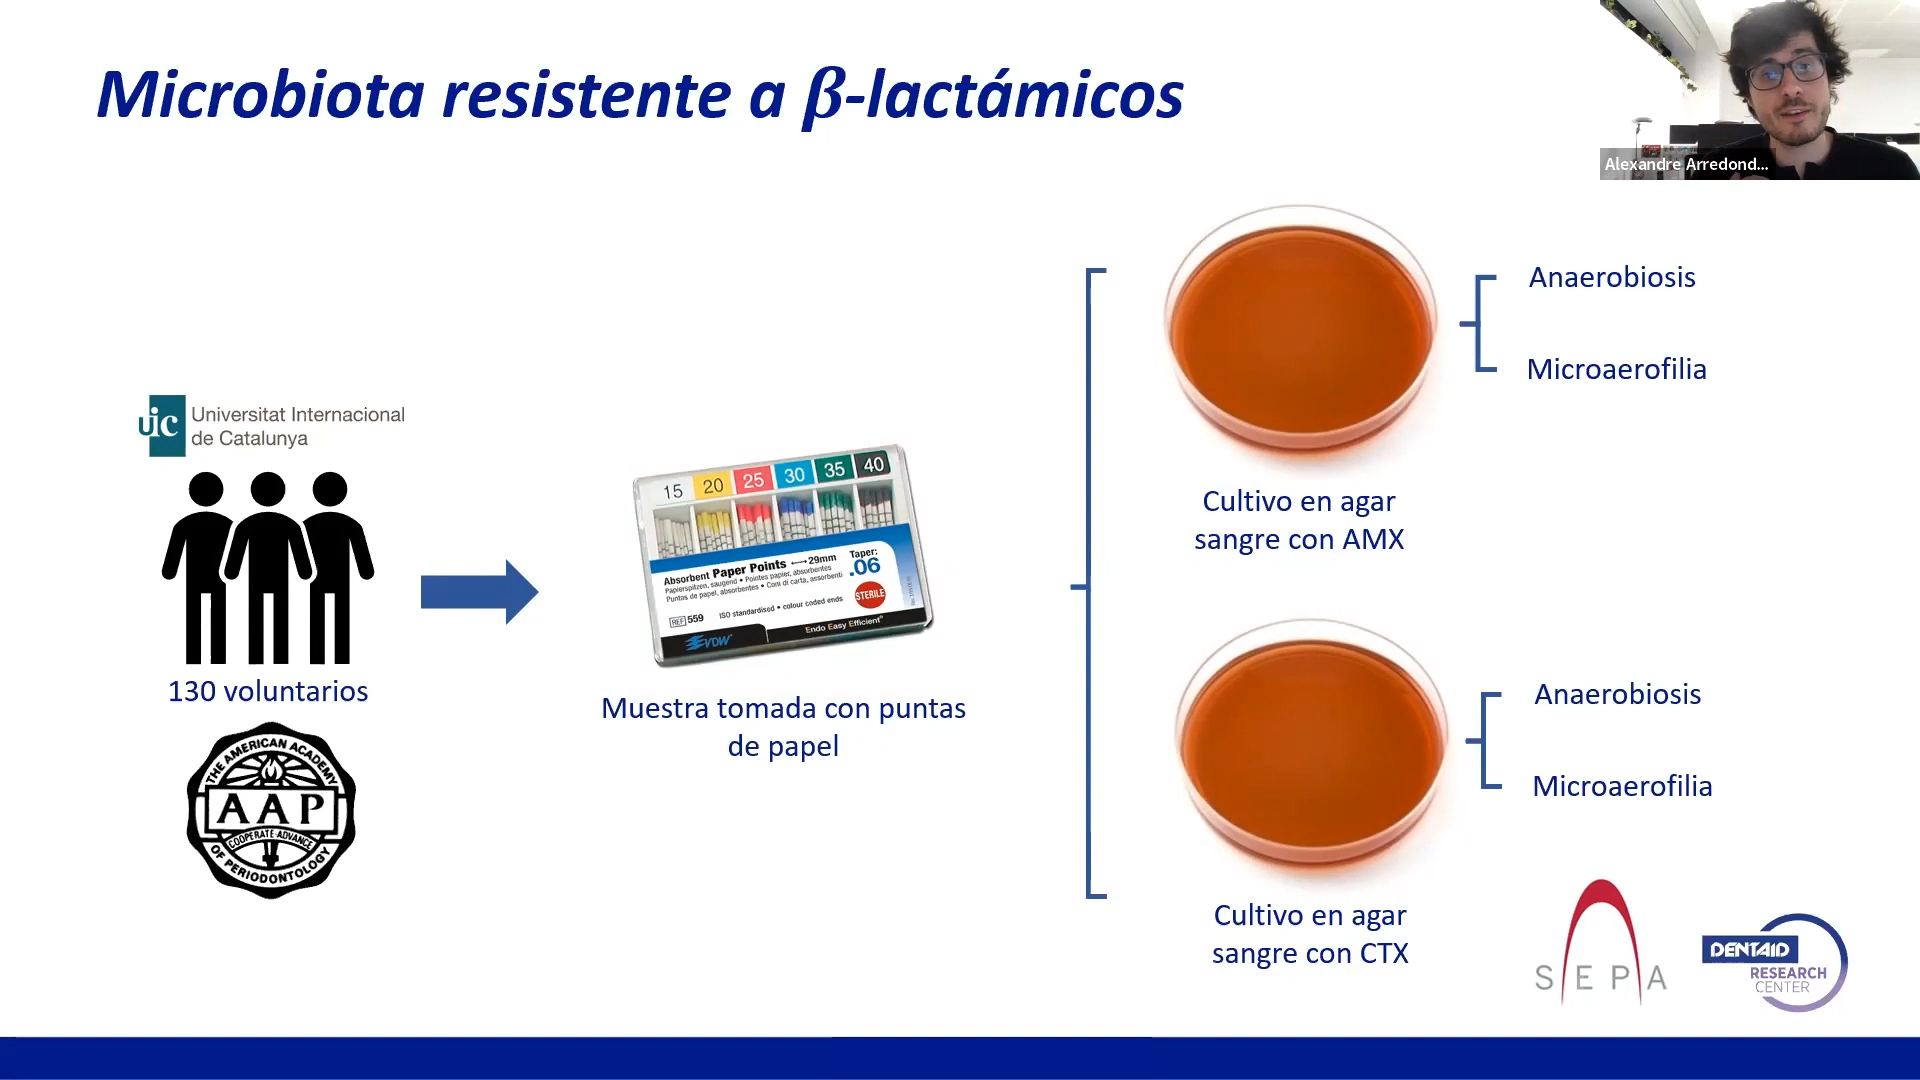 Microbiota resistente a β-lactámicos
Alexandre Arredond...
uic Universitat Internacional
de Catalunya
130 voluntarios
THE AMERICAN ACADEMY
AAP
COOPERATE-ADVANCE
OF PERIODONTOLOGY
15 20 25 30 35 40
Absorbent Paper Points 29mm
Taper:
.06
Papierspitzen, saugend • Pointes papier, absorbentes
Puntas de papel, absorbentes • Coni di carta, assorbenti
STERILE
REF 559 ISO standardised • colour coded ends
VDW
Endo Easy Efficient®
Muestra tomada con puntas
de papel
Anaerobiosis
Microaerofilia
Cultivo en agar
sangre con AMX
Anaerobiosis
Microaerofilia
Cultivo en agar
sangre con CTX
SEPA
DENTAID
RESEARCH
CENTER